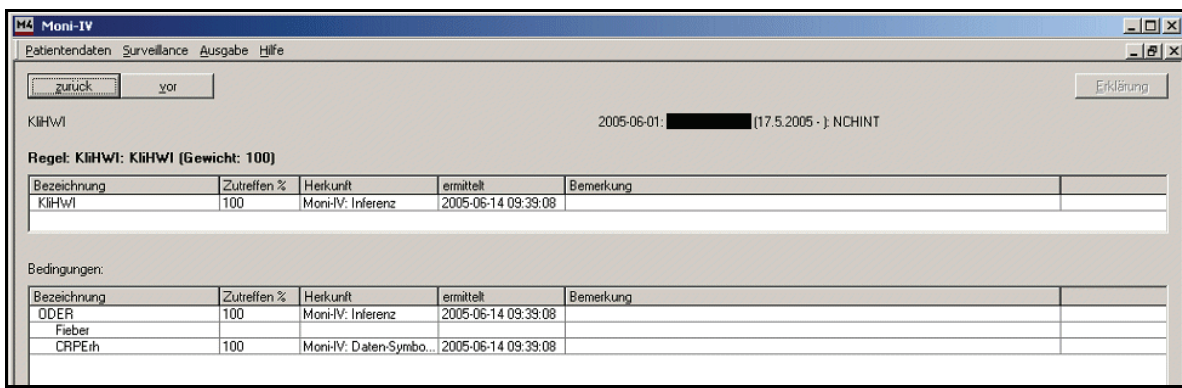 M4 Moni-IV
Patientendaten Surveillance Ausgabe Hilfe
zurück vor Erklärung
KliHWI 2005-06-01: (17.5.2005 - ): NCHINT
Regel: KliHWI: KliHWI (Gewicht: 100)
Bezeichnung Zutreffen % Herkunft ermittelt Bemerkung
KliHWI 100 Moni-IV: Inferenz 2005-06-14 09:39:08
Bedingungen:
Bezeichnung Zutreffen % Herkunft ermittelt Bemerkung
ODER 100 Moni-IV: Inferenz 2005-06-14 09:39:08
Fieber
CRPErh 100 Moni-IV: Daten-Symbo... 2005-06-14 09:39:08